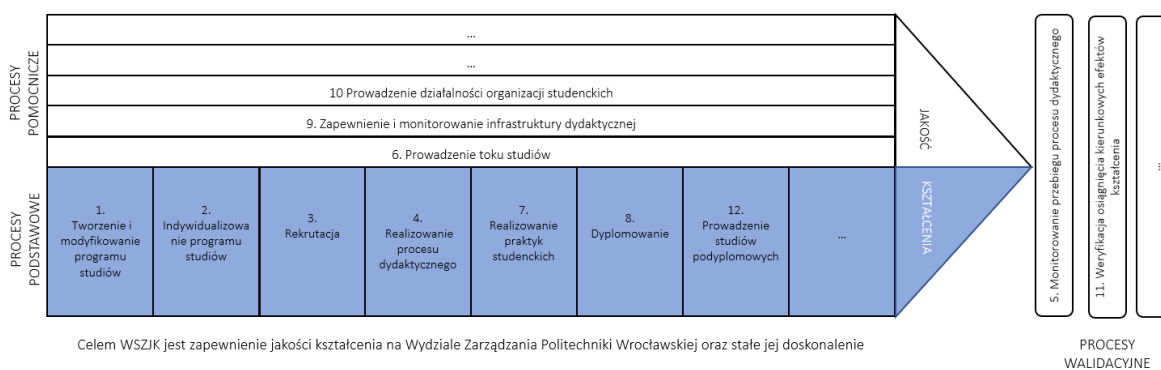 PROCESY
POMOCNICZE
...
...
10 Prowadzenie działalności organizacji studenckich
9. Zapewnienie i monitorowanie infrastruktury dydaktycznej
6. Prowadzenie toku studiów
PROCESY
PODSTAWOWE
1.
Tworzenie i
modyfikowanie
programu
studiów
2.
Indywidualizowa
nie programu
studiów
3.
Rekrutacja
4.
Realizowanie
procesu
dydaktycznego
7.
Realizowanie
praktyk
studenckich
8.
Dyplomowanie
12.
Prowadzenie
studiów
podyplomowych
...
JAKOŚĆ
KSZTAŁCENIA
5. Monitorowanie przebiegu procesu dydaktycznego
11. Weryfikacja osiągnięcia kierunkowych efektów
kształcenia
...
Celem WSZJK jest zapewnienie jakości kształcenia na Wydziale Zarządzania Politechniki Wrocławskiej oraz stałe jej doskonalenie
PROCESY
WALIDACYJNE